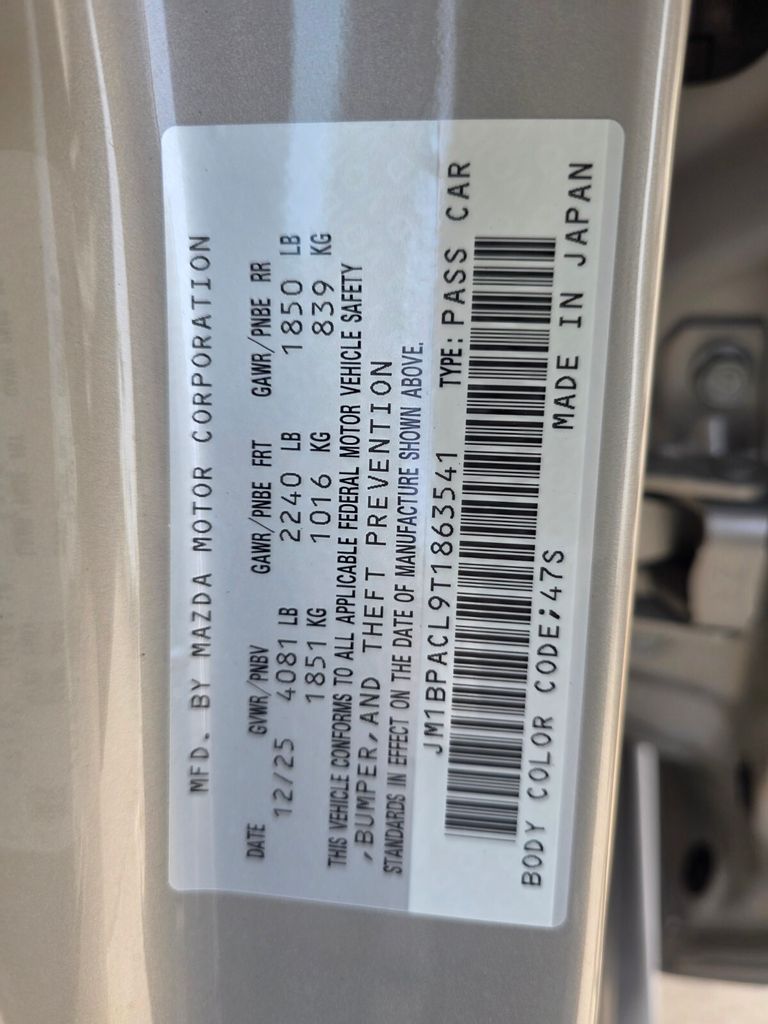 MFD. BY MAZDA MOTOR CORPORATION
DATE GVWR/PNBV GAWR/PNBE FRT GAWR/PNBE RR
12/25 4081 LB 2240 LB 1850 LB
1851 KG 1016 KG 839 KG
THIS VEHICLE CONFORMS TO ALL APPLICABLE FEDERAL MOTOR VEHICLE SAFETY
,BUMPER,AND THEFT PREVENTION
STANDARDS IN EFFECT ON THE DATE OF MANUFACTURE SHOWN ABOVE.
JM1BPACL9T1863541 TYPE: PASS CAR
BODY COLOR CODE;47S MADE IN JAPAN